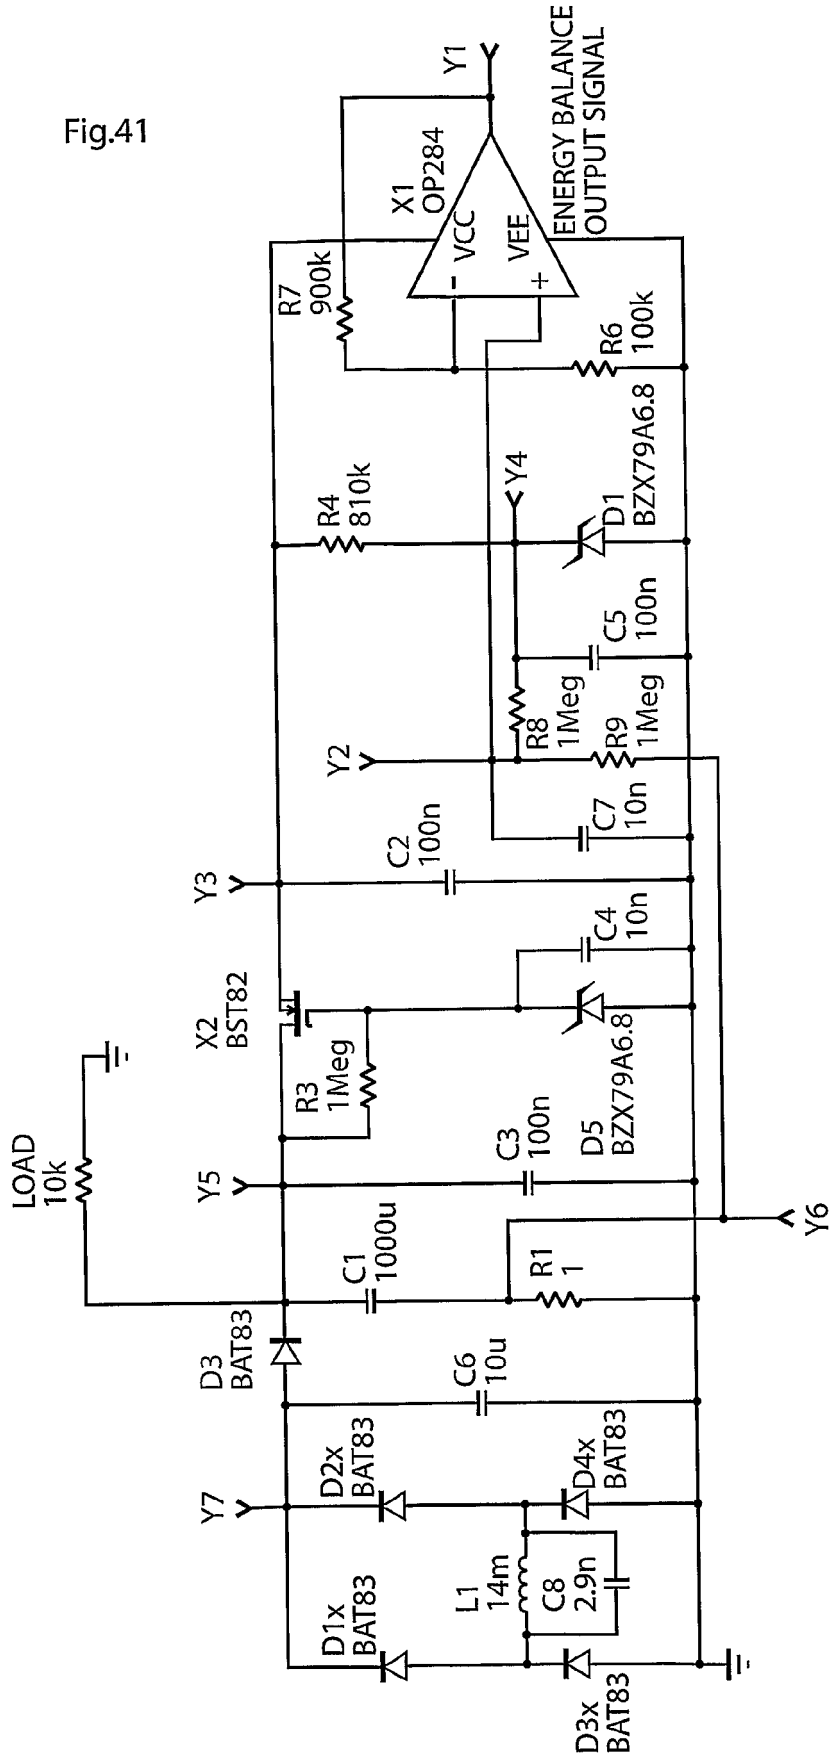 Fig.41
LOAD
10k
D1x
BAT83
D3x
BAT83
L1
14m
C8
2.9n
Y7
D2x
BAT83
D4x
BAT83
C6
10u
D3
BAT83
C1
1000u
R1
1
Y6
Y5
C3
100n
R3
1Meg
X2
BST82
D5
BZX79A6.8
C4
10n
Y3
C2
100n
C7
10n
Y2
R8
1Meg
R9
1Meg
C5
100n
R4
810k
Y4
D1
BZX79A6.8
R7
900k
R6
100k
X1
OP284
VCC
VEE
-
+
Y1
ENERGY BALANCE
OUTPUT SIGNAL